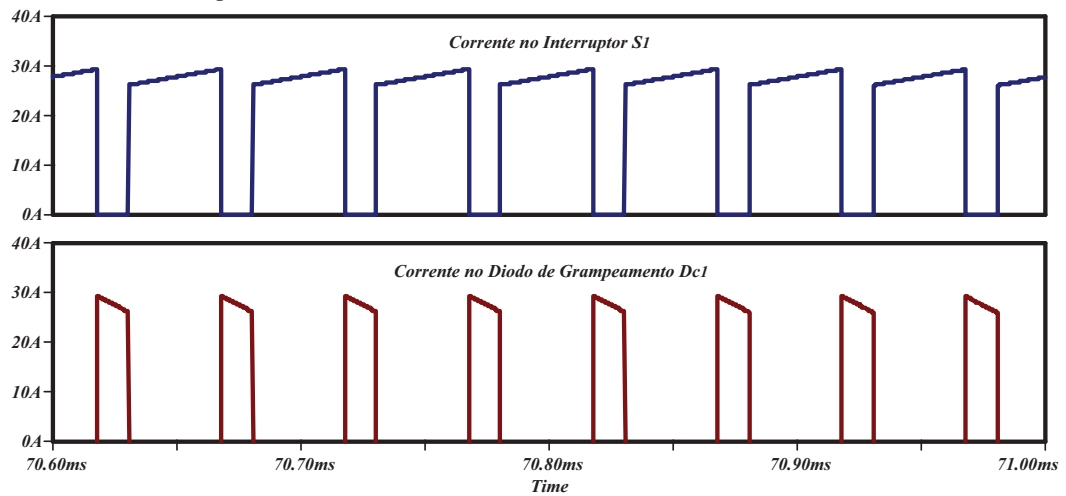 40A
Corrente no Interruptor S1
30A
20A
10A
0A
40A
Corrente no Diodo de Grampeamento Dc1
30A
20A
10A
0A
70.60ms 70.70ms 70.80ms 70.90ms 71.00ms
Time